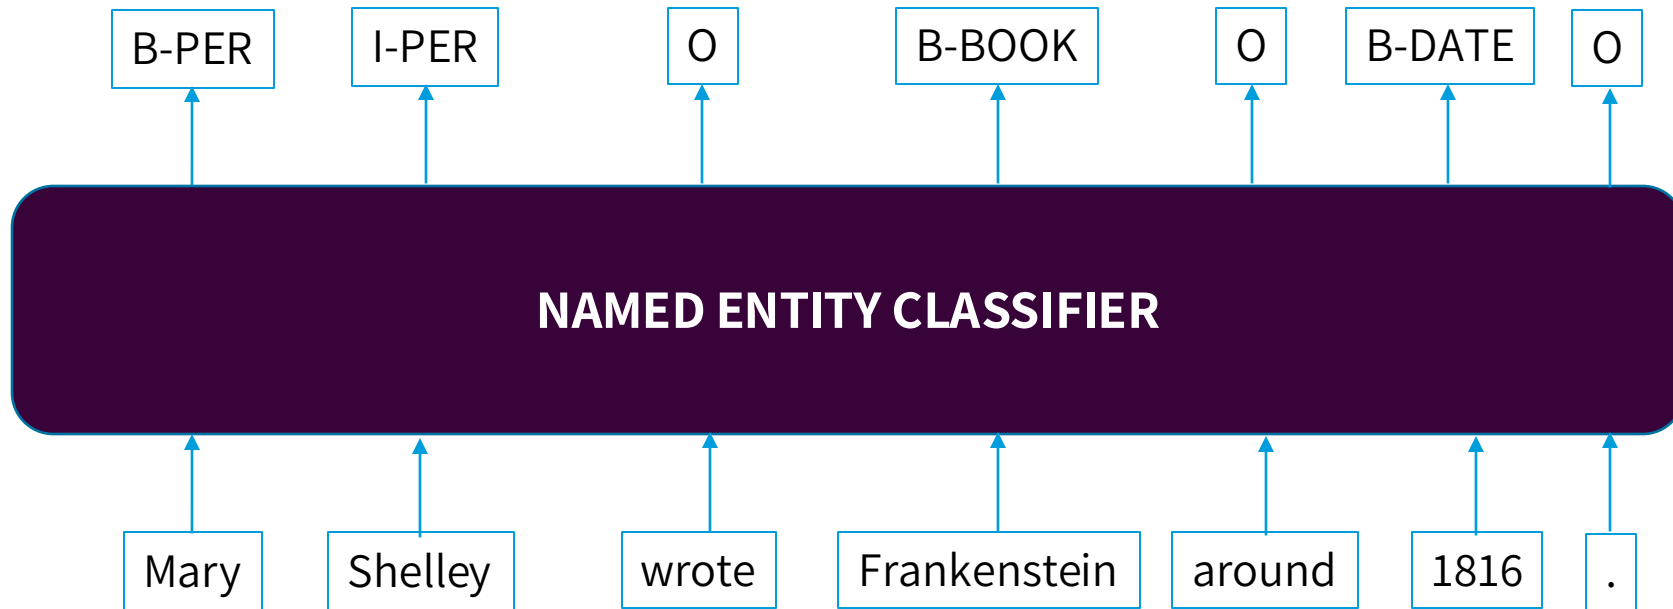 B-PER I-PER O B-BOOK O B-DATE O
NAMED ENTITY CLASSIFIER
Mary Shelley wrote Frankenstein around 1816 .